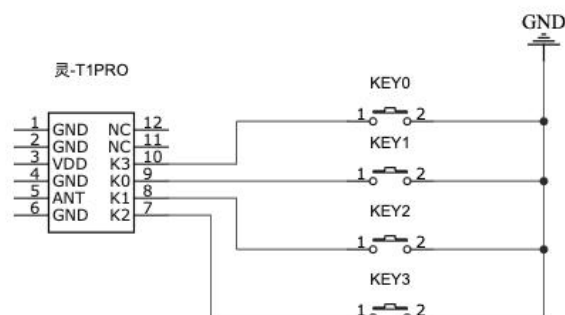 GND
灵-T1PRO
KEY0
1 2
KEY1
1 GND NC 12
2 GND NC 11
3 VDD K3 10
4 GND K0 9
5 ANT K1 8
6 GND K2 7
1 2
KEY2
1 2
KEY3
1 2